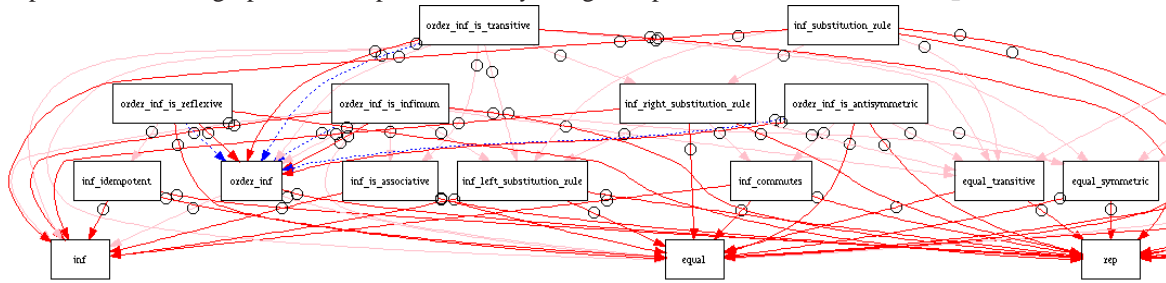 order_inf_is_transitive
inf_substitution_rule
order_inf_is_reflexive
order_inf_is_infimum
inf_right_substitution_rule
order_inf_is_antisymmetric
inf_idempotent
order_inf
inf_is_associative
inf_left_substitution_rule
inf_commutes
equal_transitive
equal_symmetric
inf
equal
rep